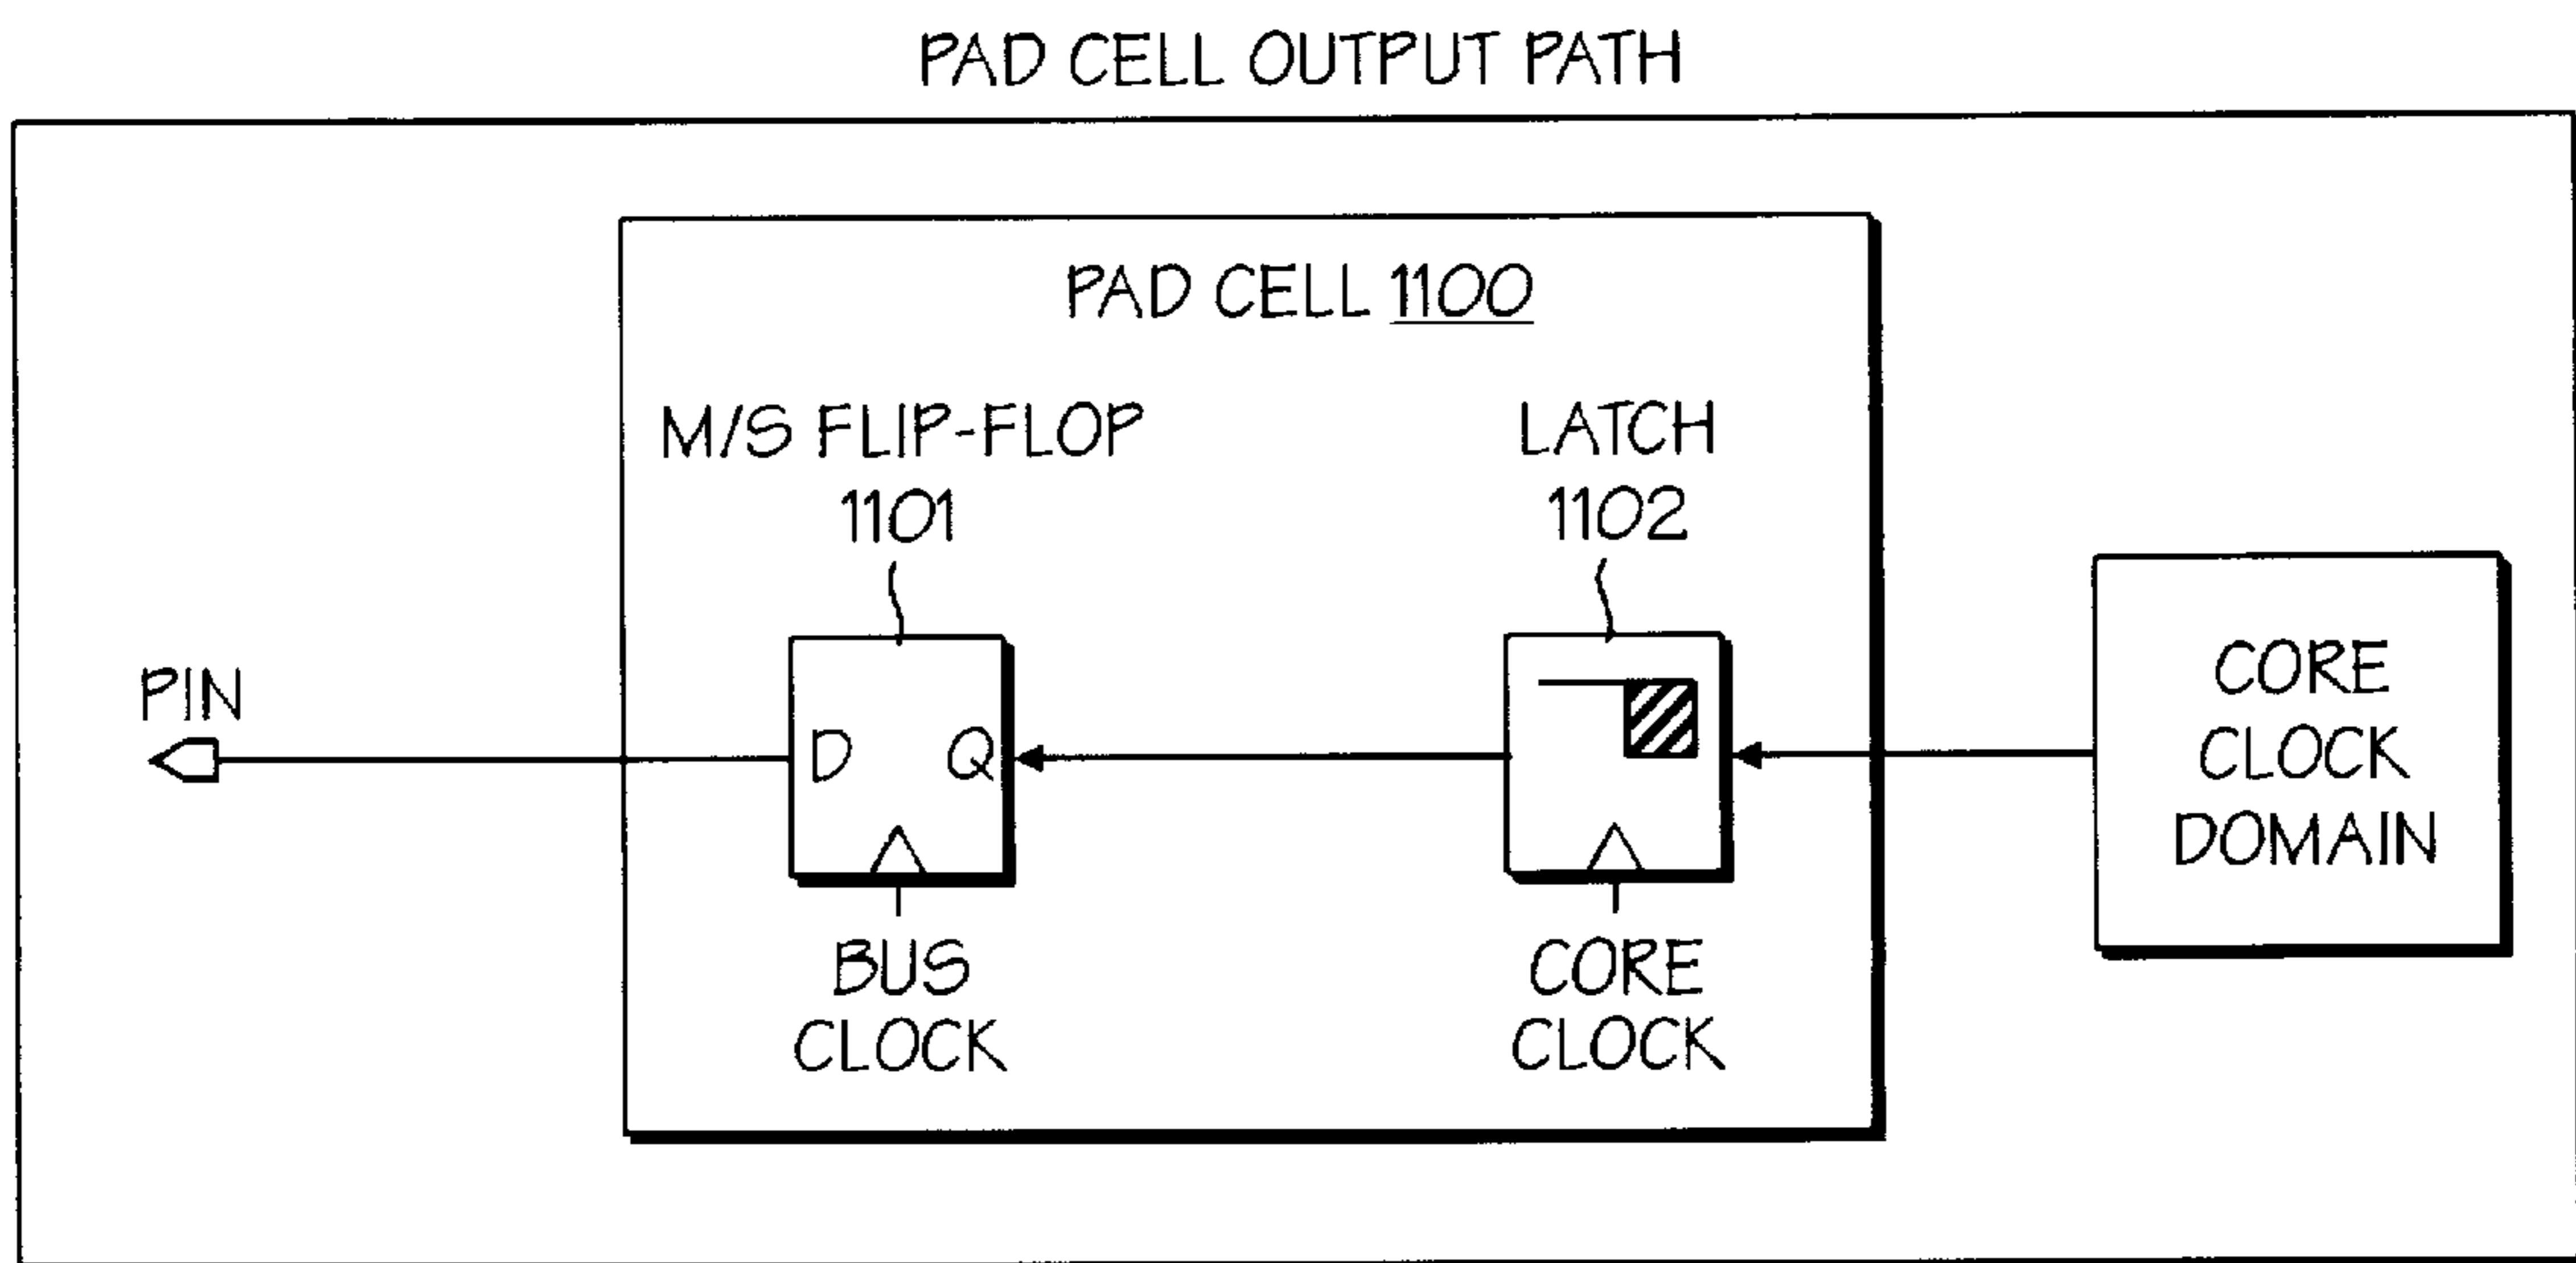 PAD CELL OUTPUT PATH
PAD CELL 1100
M/S FLIP-FLOP
1101
LATCH
1102
PIN
D Q
CORE
CLOCK
DOMAIN
BUS
CLOCK
CORE
CLOCK